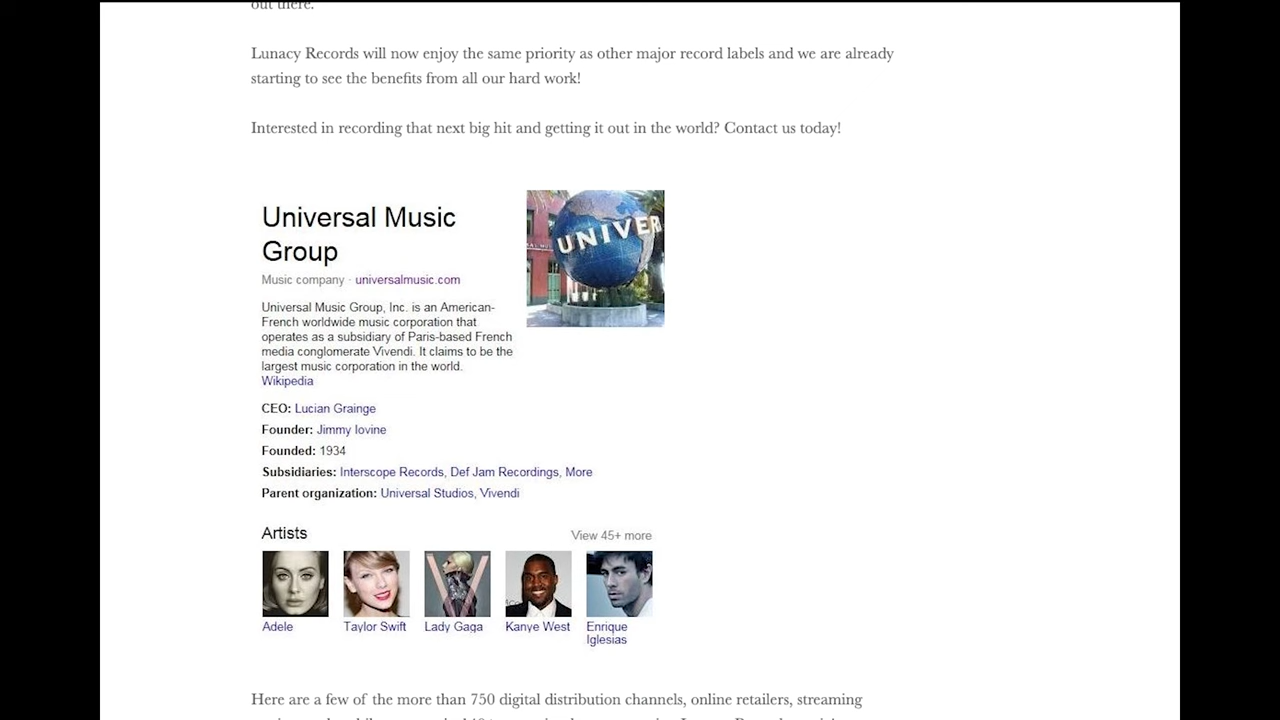 out there.
Lunacy Records will now enjoy the same priority as other major record labels and we are already
starting to see the benefits from all our hard work!
Interested in recording that next big hit and getting it out in the world? Contact us today!
Universal Music
Group
UNIVER
Music company · universalmusic.com
Universal Music Group, Inc. is an American-
French worldwide music corporation that
operates as a subsidiary of Paris-based French
media conglomerate Vivendi. It claims to be the
largest music corporation in the world.
Wikipedia
CEO: Lucian Grainge
Founder: Jimmy Iovine
Founded: 1934
Subsidiaries: Interscope Records, Def Jam Recordings, More
Parent organization: Universal Studios, Vivendi
Artists
View 45+ more
Adele
Taylor Swift
Lady Gaga
Kanye West
Enrique
Iglesias
Here are a few of the more than 750 digital distribution channels, online retailers, streaming